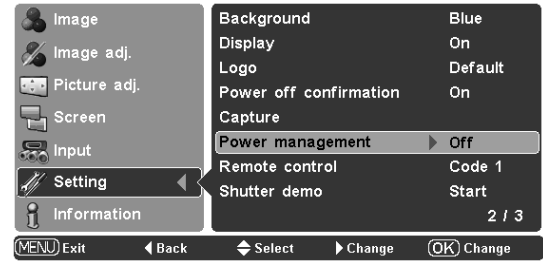 Image
Image adj.
Picture adj.
Screen
Input
Setting
Information
Background Blue
Display On
Logo Default
Power off confirmation On
Capture
Power management Off
Remote control Code 1
Shutter demo Start
2 / 3
MENU Exit Back Select Change OK Change